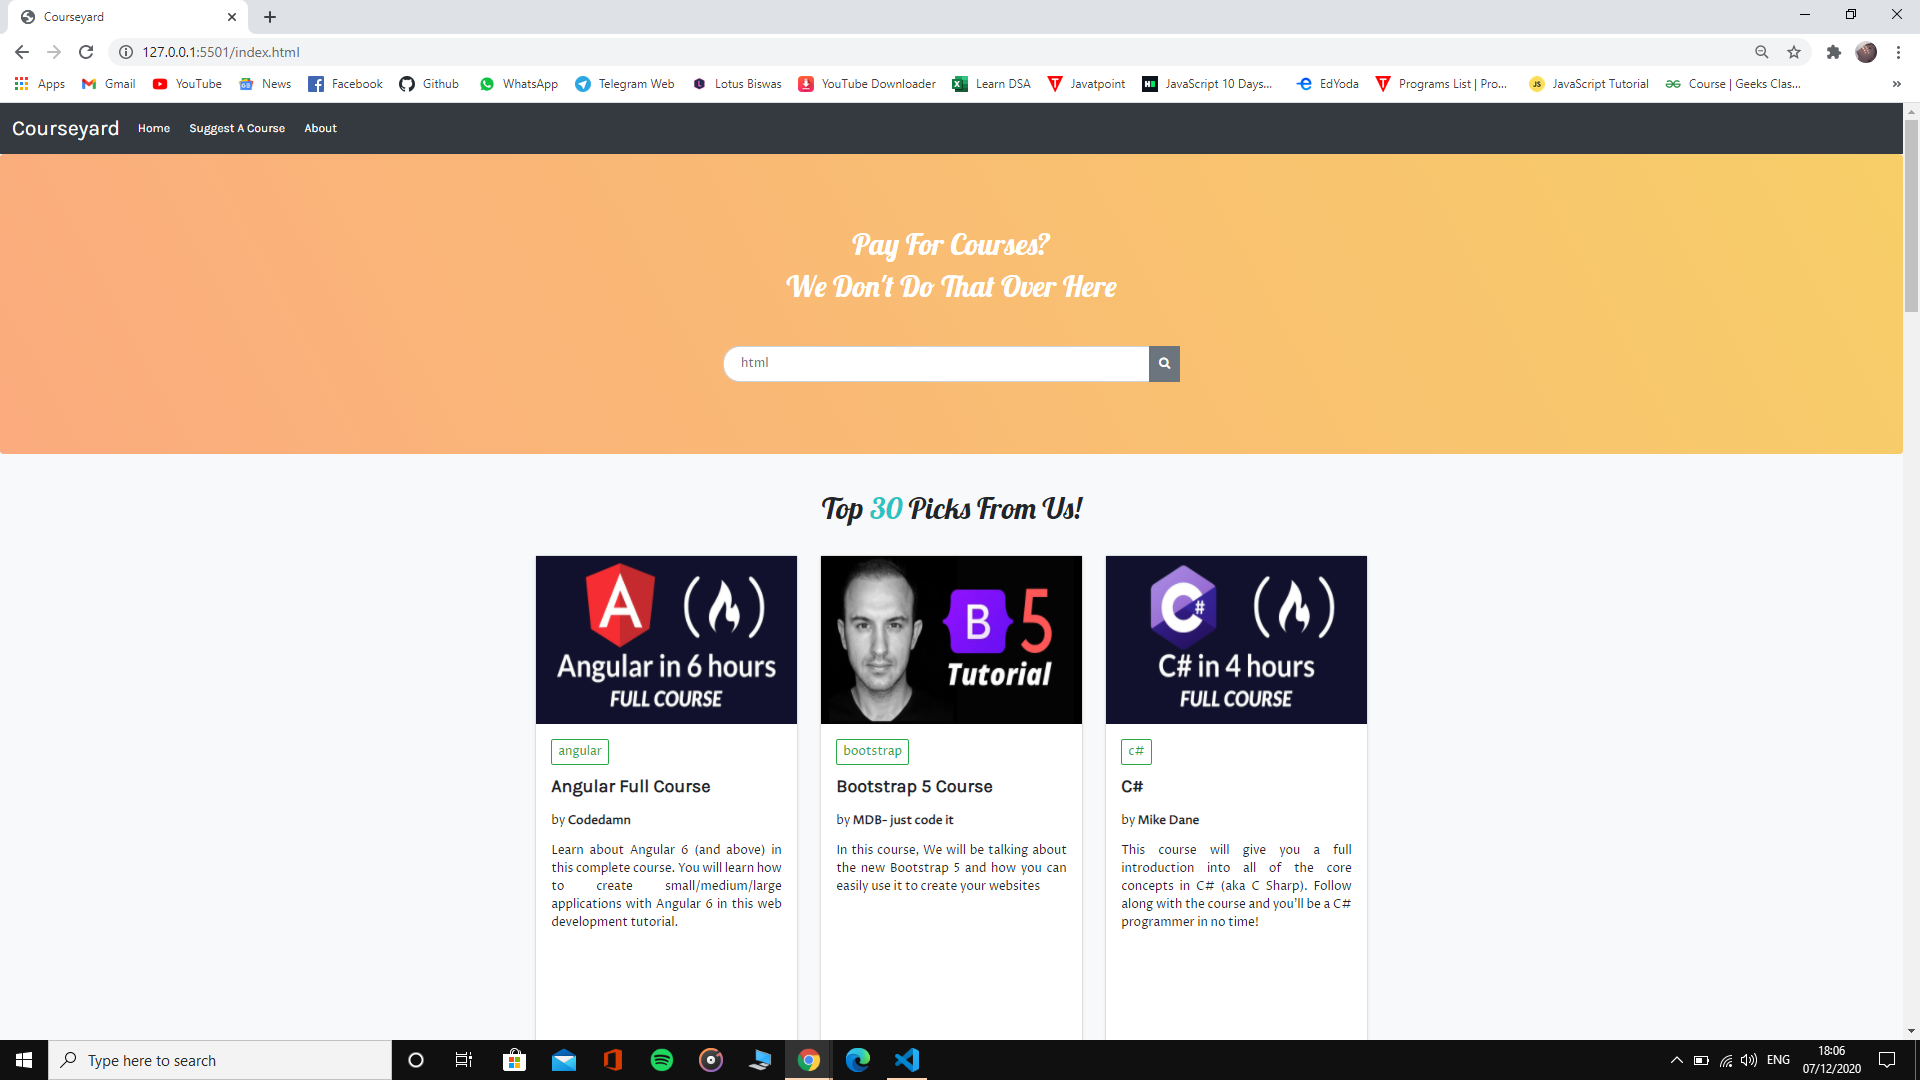 Courseyard
127.0.0.1:5501/index.html
Apps Gmail YouTube News Facebook Github WhatsApp Telegram Web Lotus Biswas YouTube Downloader Learn DSA Javatpoint JavaScript 10 Days... EdYoda Programs List | Pro... JS JavaScript Tutorial Course | Geeks Clas... »
Courseyard Home Suggest A Course About
Pay For Courses?
We Don't Do That Over Here
html
Top 30 Picks From Us!
A
Angular in 6 hours
FULL COURSE
B 5
Tutorial
C#
C# in 4 hours
FULL COURSE
angular
Angular Full Course
by Codedamn
Learn about Angular 6 (and above) in
this complete course. You will learn how
to create small/medium/large
applications with Angular 6 in this web
development tutorial.
bootstrap
Bootstrap 5 Course
by MDB- just code it
In this course, We will be talking about
the new Bootstrap 5 and how you can
easily use it to create your websites
c#
C#
by Mike Dane
This course will give you a full
introduction into all of the core
concepts in C# (aka C Sharp). Follow
along with the course and you'll be a C#
programmer in no time!
Type here to search
ENG
18:06
07/12/2020